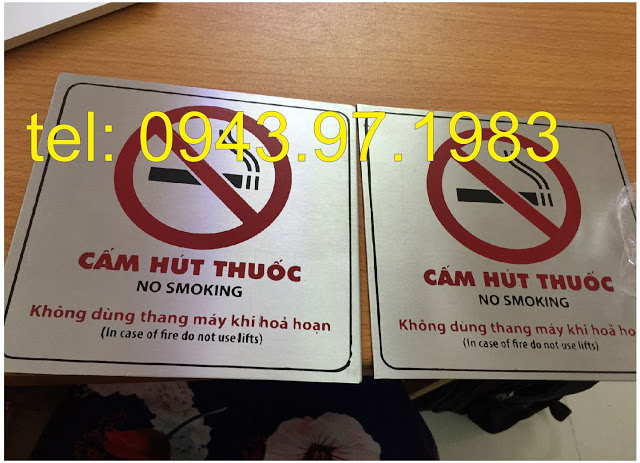 tel: 0943.97.1983
CẤM HÚT THUỐC
NO SMOKING
Không dùng thang máy khi hoả hoạn
(In case of fire do not use lifts)
CẤM HÚT THUỐC
NO SMOKING
Không dùng thang máy khi hoả ho
(In case of fire do not use lifts)